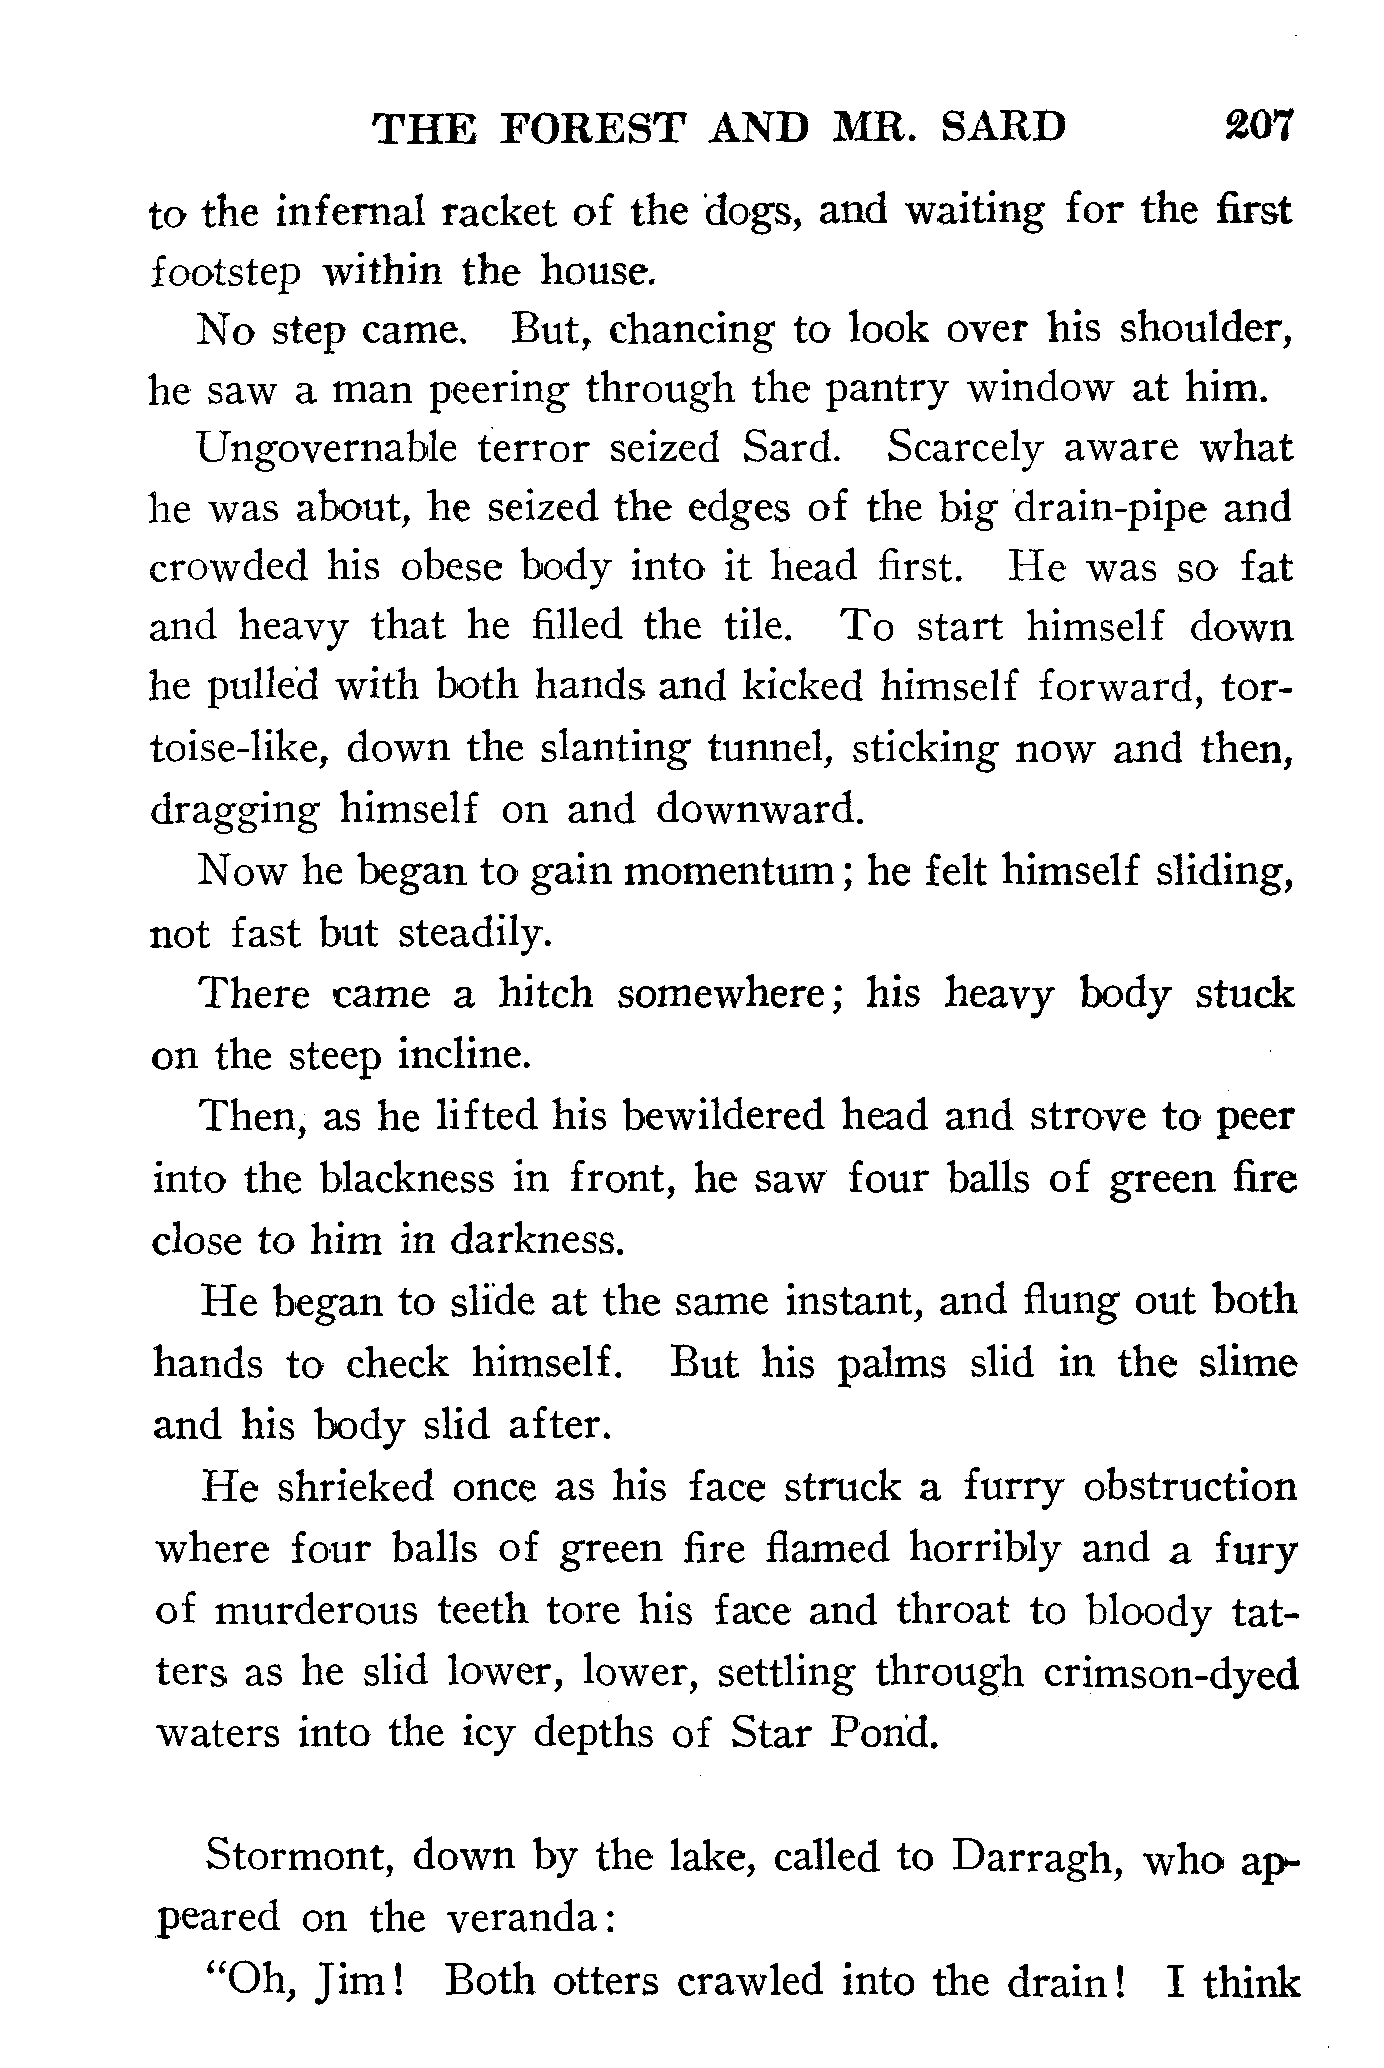 THE FOREST AND MR. SARD 207
to the infernal racket of the dogs, and waiting for the first
footstep within the house.
No step came. But, chancing to look over his shoulder,
he saw a man peering through the pantry window at him.
Ungovernable terror seized Sard. Scarcely aware what
he was about, he seized the edges of the big drain-pipe and
crowded his obese body into it head first. He was so fat
and heavy that he filled the tile. To start himself down
he pulled with both hands and kicked himself forward, tor-
toise-like, down the slanting tunnel, sticking now and then,
dragging himself on and downward.
Now he began to gain momentum; he felt himself sliding,
not fast but steadily.
There came a hitch somewhere; his heavy body stuck
on the steep incline.
Then, as he lifted his bewildered head and strove to peer
into the blackness in front, he saw four balls of green fire
close to him in darkness.
He began to slide at the same instant, and flung out both
hands to check himself. But his palms slid in the slime
and his body slid after.
He shrieked once as his face struck a furry obstruction
where four balls of green fire flamed horribly and a fury
of murderous teeth tore his face and throat to bloody tat-
ters as he slid lower, lower, settling through crimson-dyed
waters into the icy depths of Star Pond.
Stormont, down by the lake, called to Darragh, who ap-
peared on the veranda:
"Oh, Jim! Both otters crawled into the drain! I think